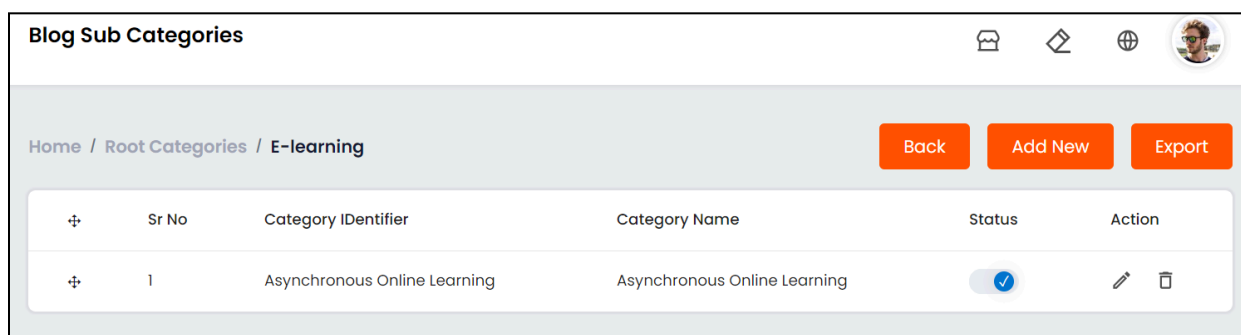 Blog Sub Categories
Home / Root Categories / E-learning
Back
Add New
Export
Sr No Category IDentifier Category Name Status Action
1 Asynchronous Online Learning Asynchronous Online Learning